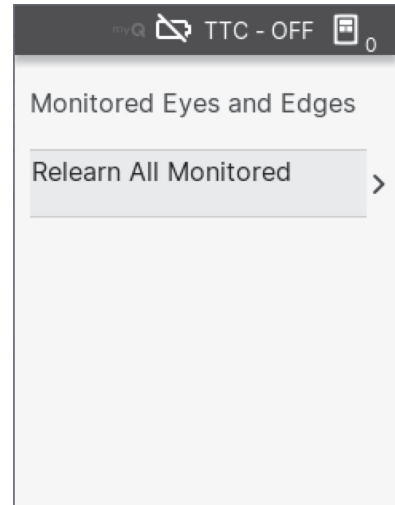 myQ TTC - OFF 0
Monitored Eyes and Edges
Relearn All Monitored